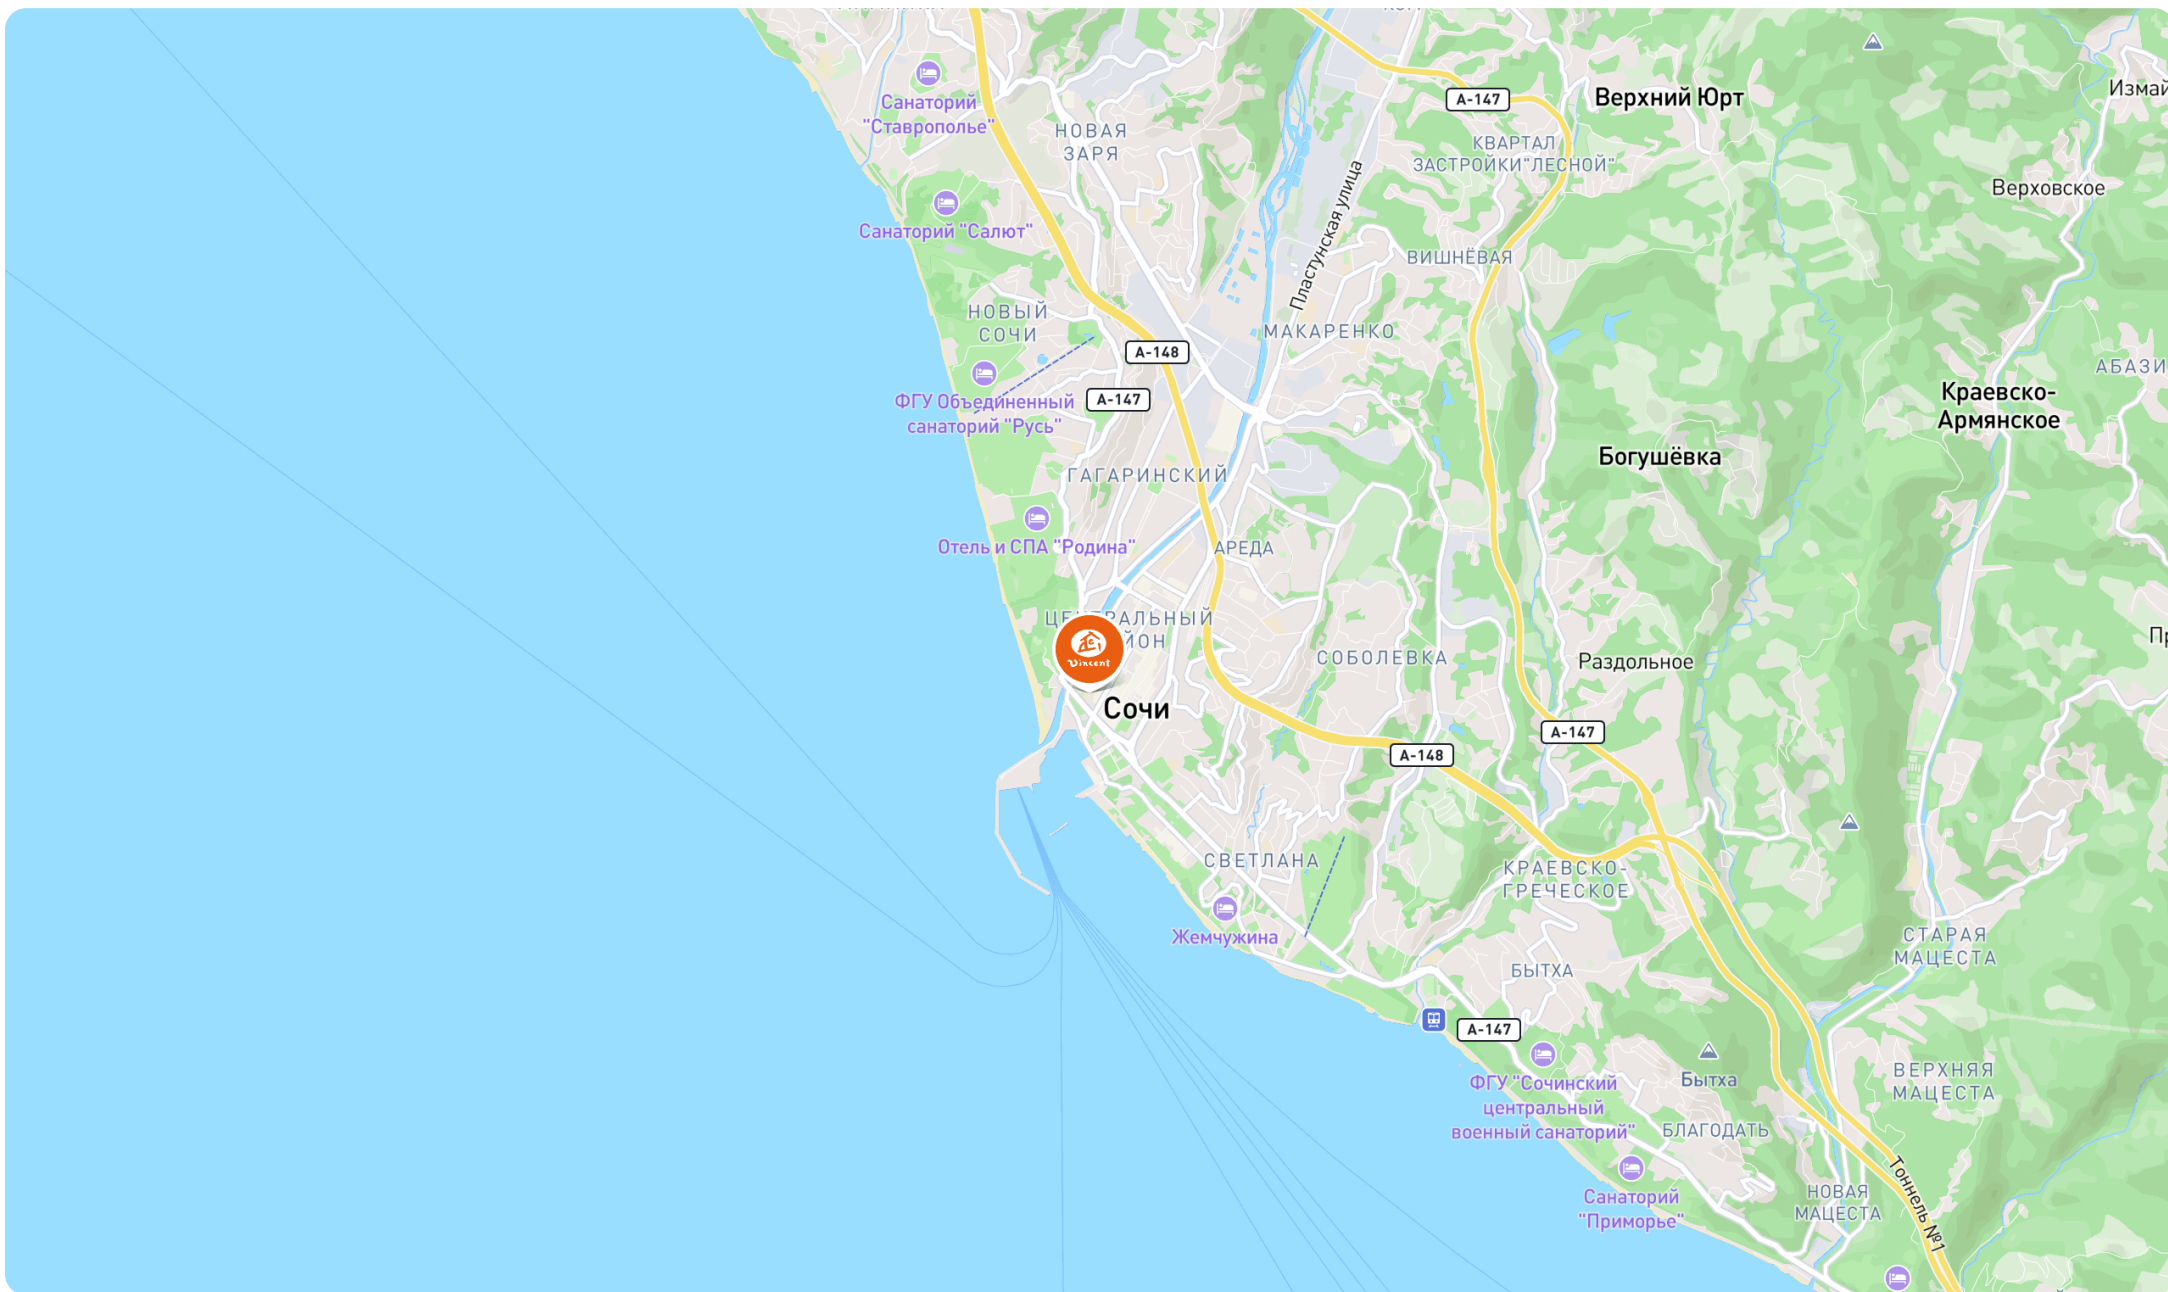 Санаторий
"Ставрополье"
НОВАЯ
ЗАРЯ
А-147
Верхний Юрт
КВАРТАЛ
ЗАСТРОЙКИ"ЛЕСНОЙ"
Верховское
Санаторий "Салют"
Пластунская улица
ВИШНЁВАЯ
НОВЫЙ
СОЧИ
МАКАРЕНКО
А-148
А-147
ФГУ Объединенный
санаторий "Русь"
Краевско-
Армянское
Богушёвка
ГАГАРИНСКИЙ
Отель и СПА "Родина"
АРЕДА
Vincent
Сочи
СОБОЛЕВКА
Раздольное
А-147
А-148
СВЕТЛАНА
КРАЕВСКО-
ГРЕЧЕСКОЕ
Жемчужина
СТАРАЯ
МАЦЕСТА
БЫТХА
А-147
ФГУ "Сочинский
центральный
военный санаторий"
Бытха
ВЕРХНЯЯ
МАЦЕСТА
БЛАГОДАТЬ
Санаторий
"Приморье"
НОВАЯ
МАЦЕСТА
Тоннель №1